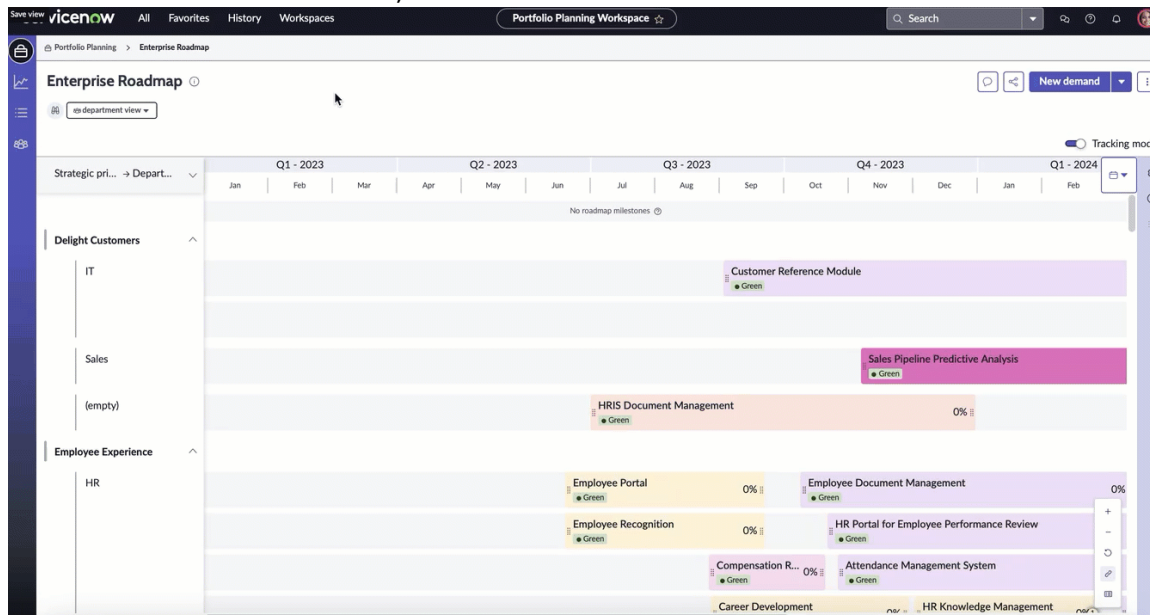 Save view
servicenow All Favorites History Workspaces Portfolio Planning Workspace Search
Portfolio Planning > Enterprise Roadmap
Enterprise Roadmap
New demand
department view
Tracking mod
Strategic pri... → Depart...
Q1 - 2023 Q2 - 2023 Q3 - 2023 Q4 - 2023 Q1 - 2024
Jan Feb Mar Apr May Jun Jul Aug Sep Oct Nov Dec Jan Feb
No roadmap milestones
Delight Customers
IT
Customer Reference Module
Green
Sales
Sales Pipeline Predictive Analysis
Green
(empty)
HRIS Document Management 0%
Green
Employee Experience
HR
Employee Portal 0%
Green
Employee Document Management 0%
Green
Employee Recognition 0%
Green
HR Portal for Employee Performance Review
Green
Compensation R... 0%
Green
Attendance Management System
Green
Career Development 0%
HR Knowledge Management 0%